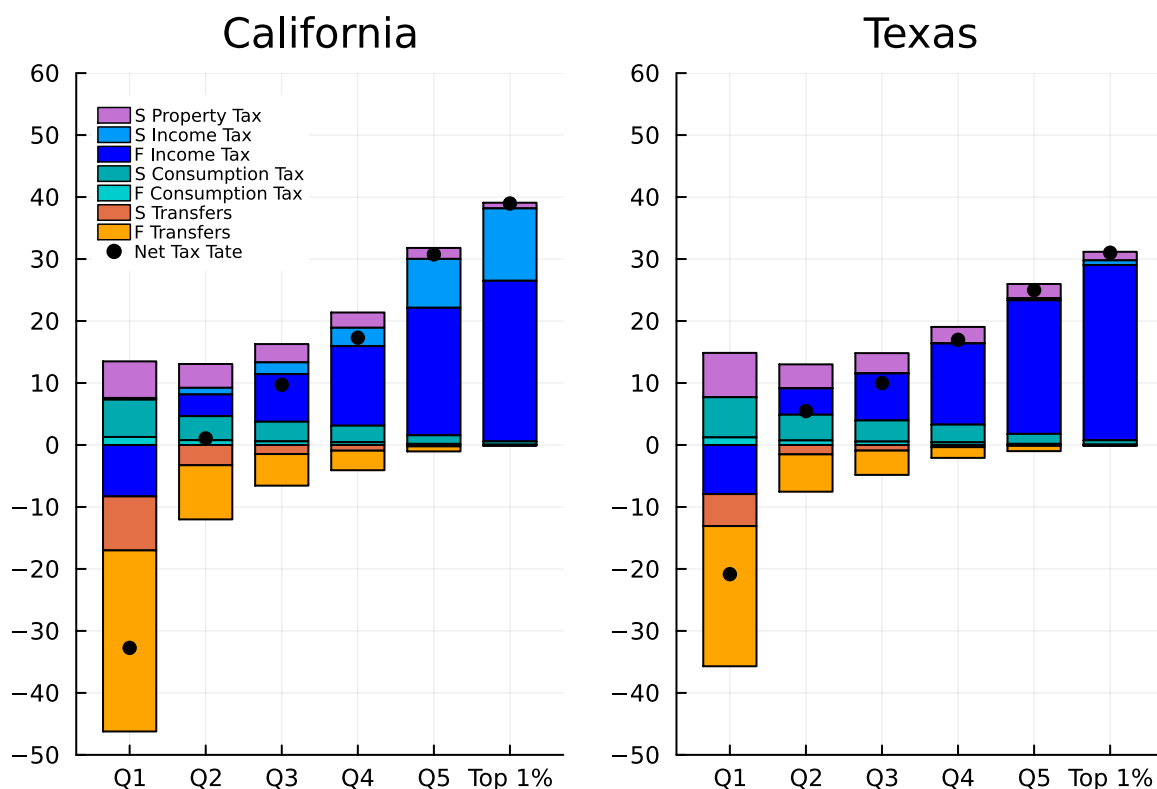 California
60
50
40
30
20
10
0
−10
−20
−30
−40
−50
S Property Tax
S Income Tax
F Income Tax
S Consumption Tax
F Consumption Tax
S Transfers
F Transfers
Net Tax Tate
Q1 Q2 Q3 Q4 Q5 Top 1%
Texas
60
50
40
30
20
10
0
−10
−20
−30
−40
−50
Q1 Q2 Q3 Q4 Q5 Top 1%